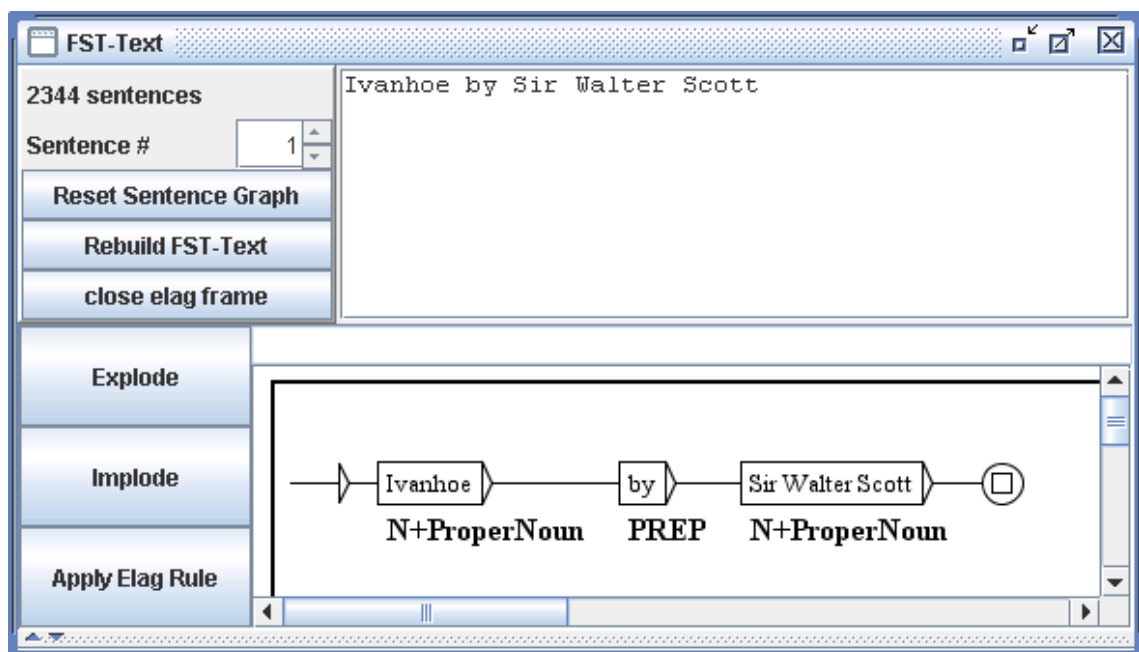 FST-Text
2344 sentences
Sentence # 1
Reset Sentence Graph
Rebuild FST-Text
close elag frame
Ivanhoe by Sir Walter Scott
Explode
Implode
Apply Elag Rule
Ivanhoe by Sir Walter Scott
N+ProperNoun PREP N+ProperNoun